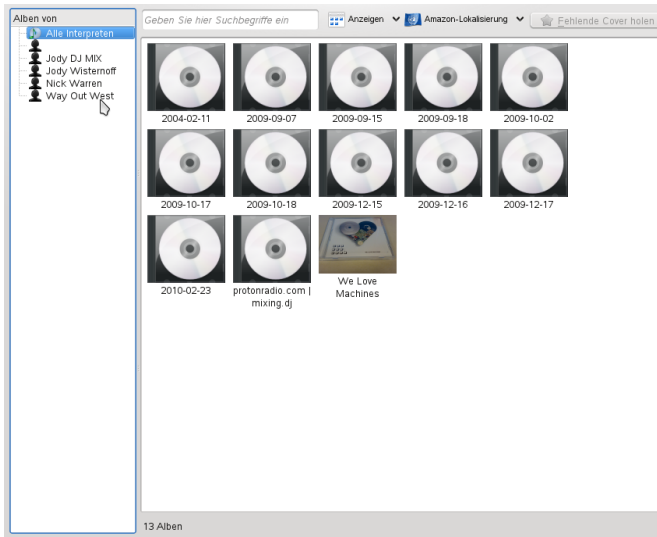 Alben von
Alle Interpreten
Jody DJ MIX
Jody Wisternoff
Nick Warren
Way Out West
Geben Sie hier Suchbegriffe ein
Anzeigen
Amazon-Lokalisierung
Fehlende Cover holen
2004-02-11
2009-09-07
2009-09-15
2009-09-18
2009-10-02
2009-10-17
2009-10-18
2009-12-15
2009-12-16
2009-12-17
2010-02-23
protonradio.com |
mixing.dj
We Love
Machines
13 Alben